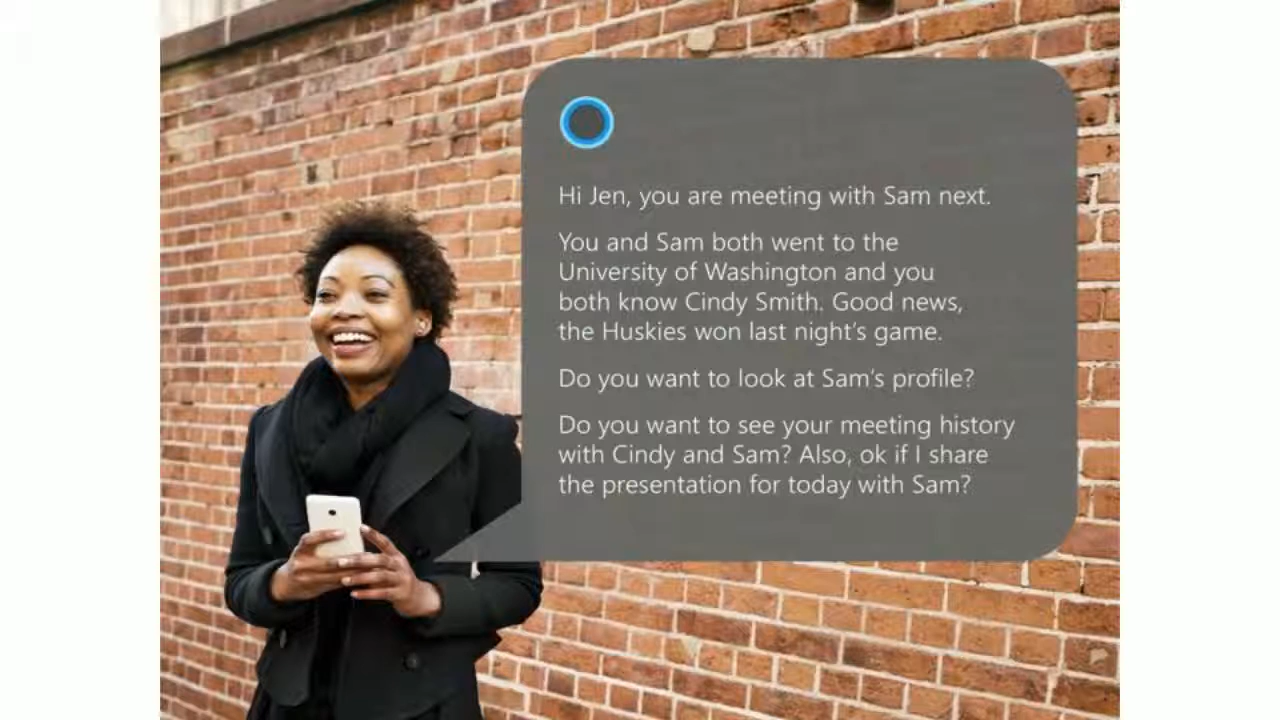 Hi Jen, you are meeting with Sam next.
You and Sam both went to the
University of Washington and you
both know Cindy Smith. Good news,
the Huskies won last night's game.
Do you want to look at Sam's profile?
Do you want to see your meeting history
with Cindy and Sam? Also, ok if I share
the presentation for today with Sam?